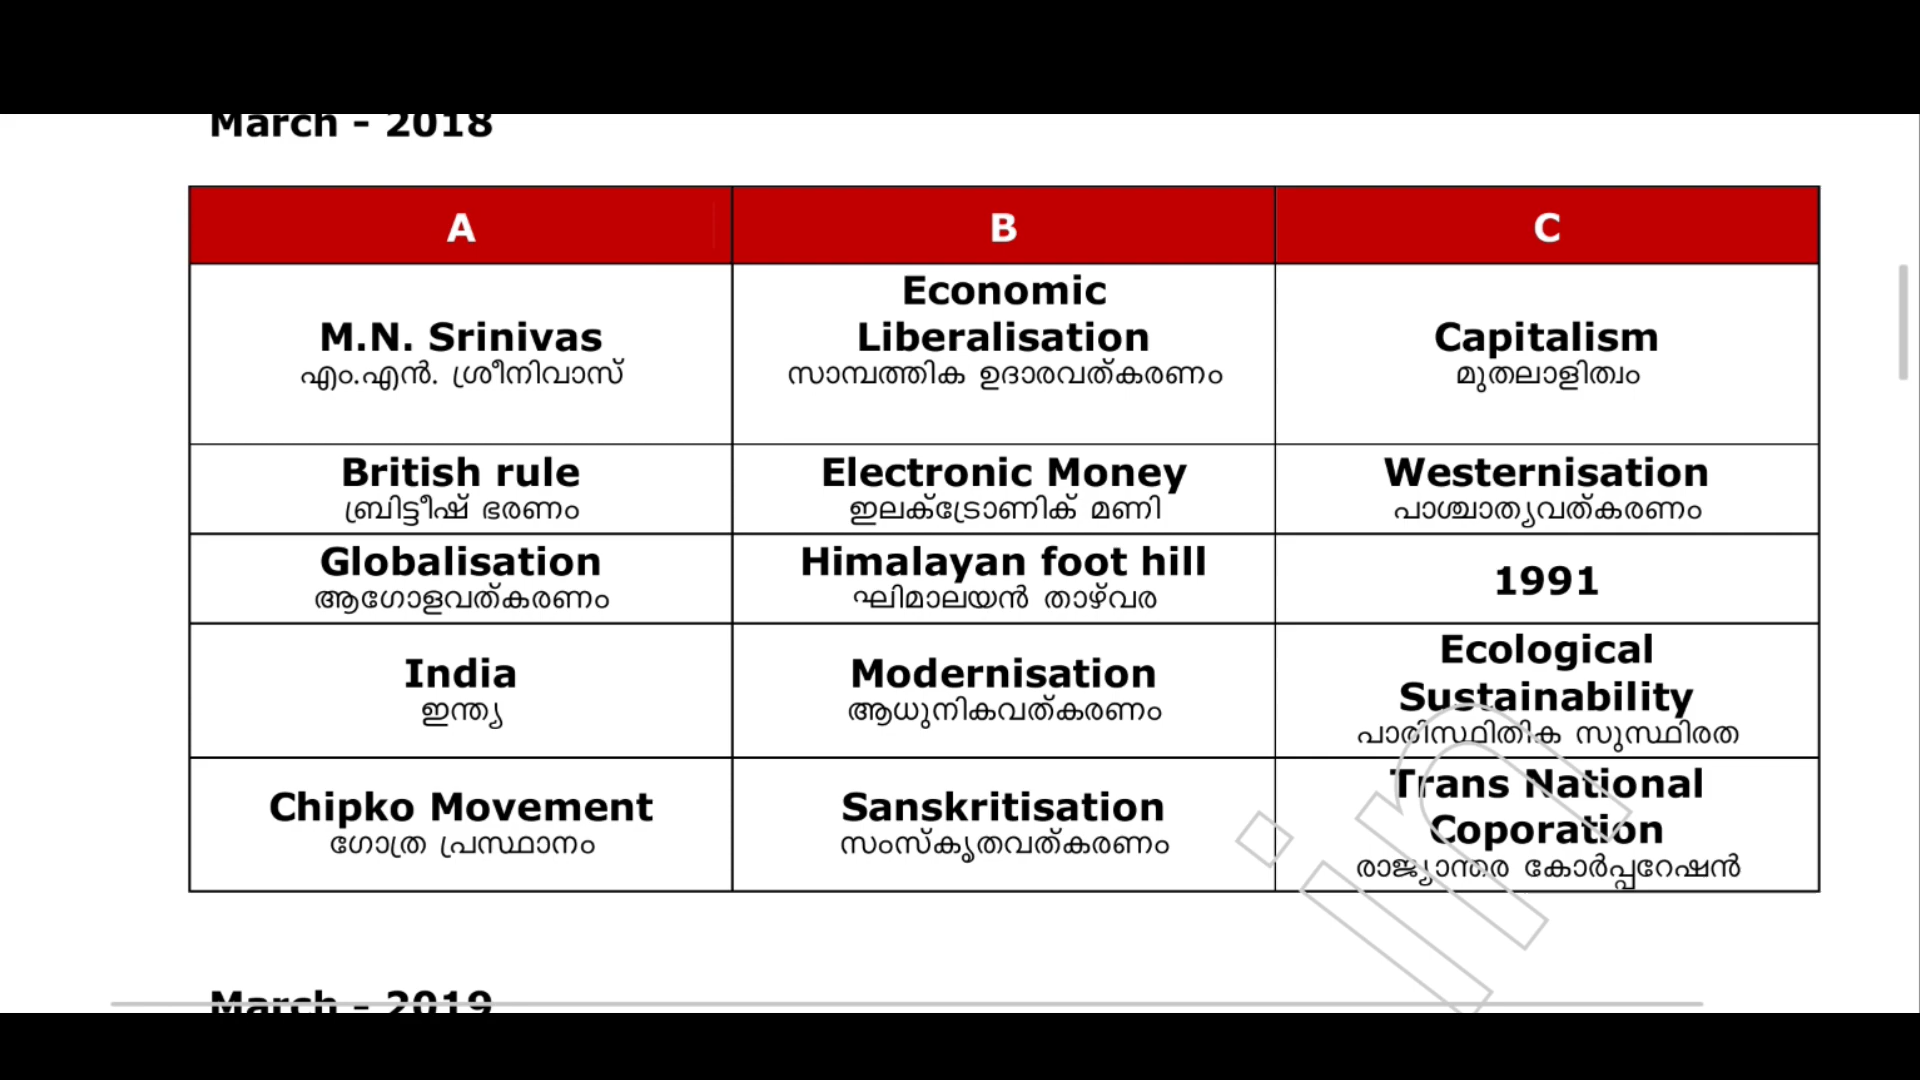 March - 2018
A
B
C
M.N. Srinivas
എം.എൻ. ശ്രീനിവാസ്
Economic
Liberalisation
സാമ്പത്തിക ഉദാരവത്കരണം
Capitalism
മുതലാളിത്വം
British rule
ബ്രിട്ടീഷ് ഭരണം
Electronic Money
ഇലക്ട്രോണിക് മണി
Westernisation
പാശ്ചാത്യവത്കരണം
Globalisation
ആഗോളവത്കരണം
Himalayan foot hill
ഘിമാലയൻ താഴ്‌വര
1991
India
ഇന്ത്യ
Modernisation
ആധുനികവത്കരണം
Ecological
Sustainability
പാരിസ്ഥിതിക സുസ്ഥിരത
Chipko Movement
ഗോത്ര പ്രസ്ഥാനം
Sanskritisation
സംസ്കൃതവത്കരണം
Trans National
Coporation
രാജ്യാന്തര കോർപ്പറേഷൻ
in
March - 2019